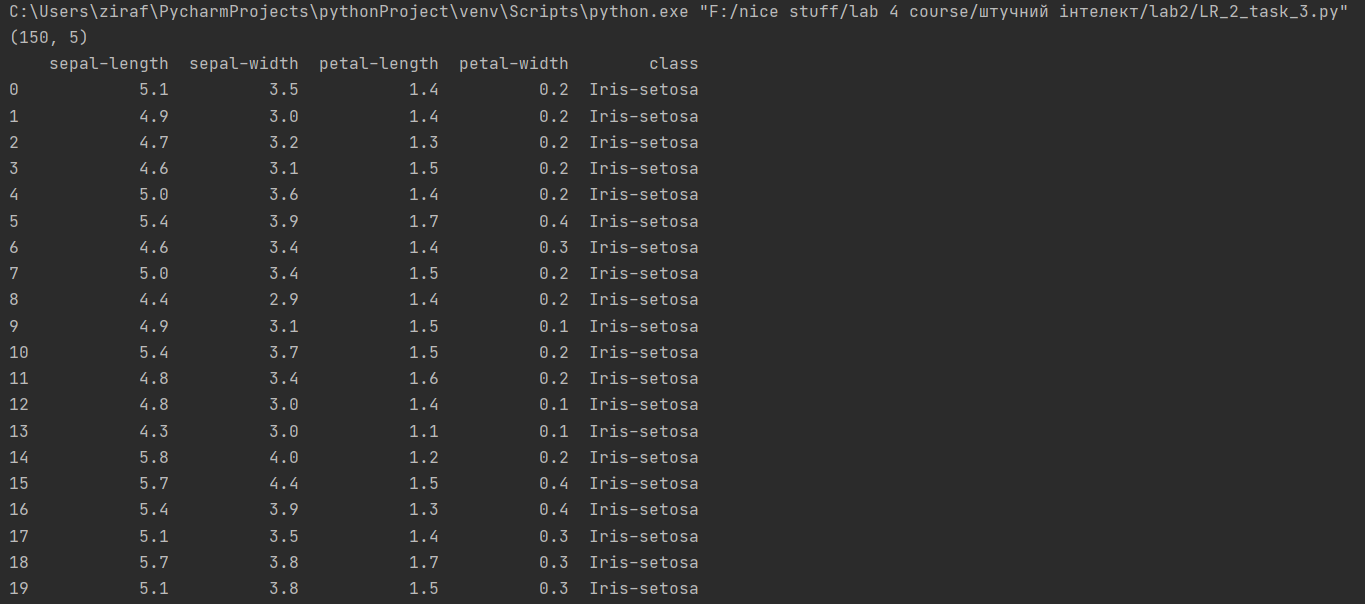 C:\Users\ziraf\PycharmProjects\pythonProject\venv\Scripts\python.exe "F:/nice stuff/lab 4 course/штучний інтелект/lab2/LR_2_task_3.py"
(150, 5)
    sepal-length  sepal-width  petal-length  petal-width        class
0            5.1          3.5           1.4          0.2  Iris-setosa
1            4.9          3.0           1.4          0.2  Iris-setosa
2            4.7          3.2           1.3          0.2  Iris-setosa
3            4.6          3.1           1.5          0.2  Iris-setosa
4            5.0          3.6           1.4          0.2  Iris-setosa
5            5.4          3.9           1.7          0.4  Iris-setosa
6            4.6          3.4           1.4          0.3  Iris-setosa
7            5.0          3.4           1.5          0.2  Iris-setosa
8            4.4          2.9           1.4          0.2  Iris-setosa
9            4.9          3.1           1.5          0.1  Iris-setosa
10           5.4          3.7           1.5          0.2  Iris-setosa
11           4.8          3.4           1.6          0.2  Iris-setosa
12           4.8          3.0           1.4          0.1  Iris-setosa
13           4.3          3.0           1.1          0.1  Iris-setosa
14           5.8          4.0           1.2          0.2  Iris-setosa
15           5.7          4.4           1.5          0.4  Iris-setosa
16           5.4          3.9           1.3          0.4  Iris-setosa
17           5.1          3.5           1.4          0.3  Iris-setosa
18           5.7          3.8           1.7          0.3  Iris-setosa
19           5.1          3.8           1.5          0.3  Iris-setosa